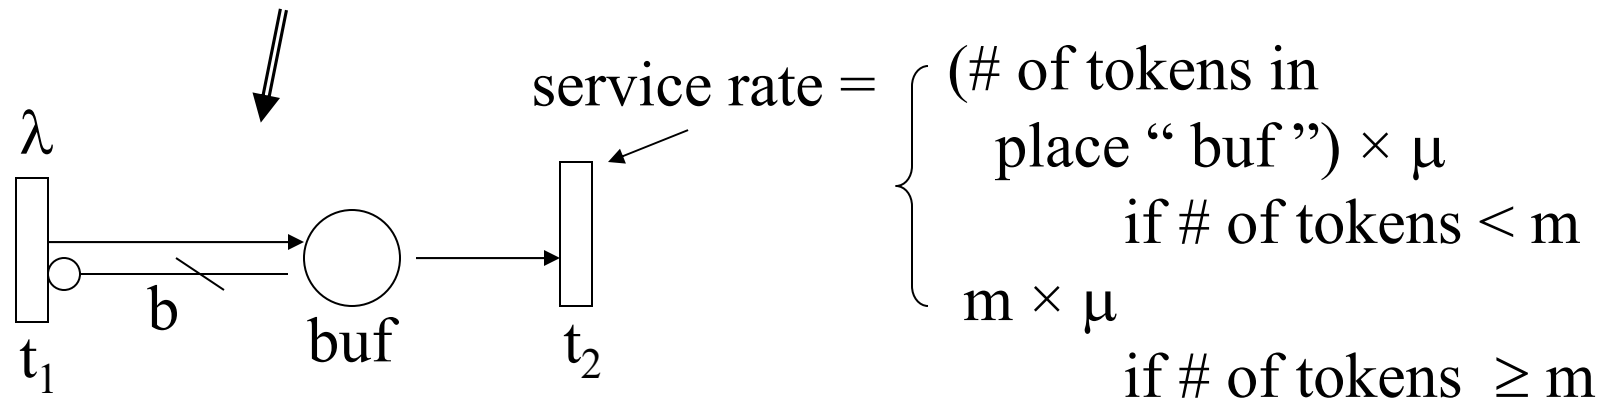 service rate =
(# of tokens in
place “ buf ”) × μ
if # of tokens < m
m × μ
if # of tokens ≥ m
λ
b
buf
t₁
t₂